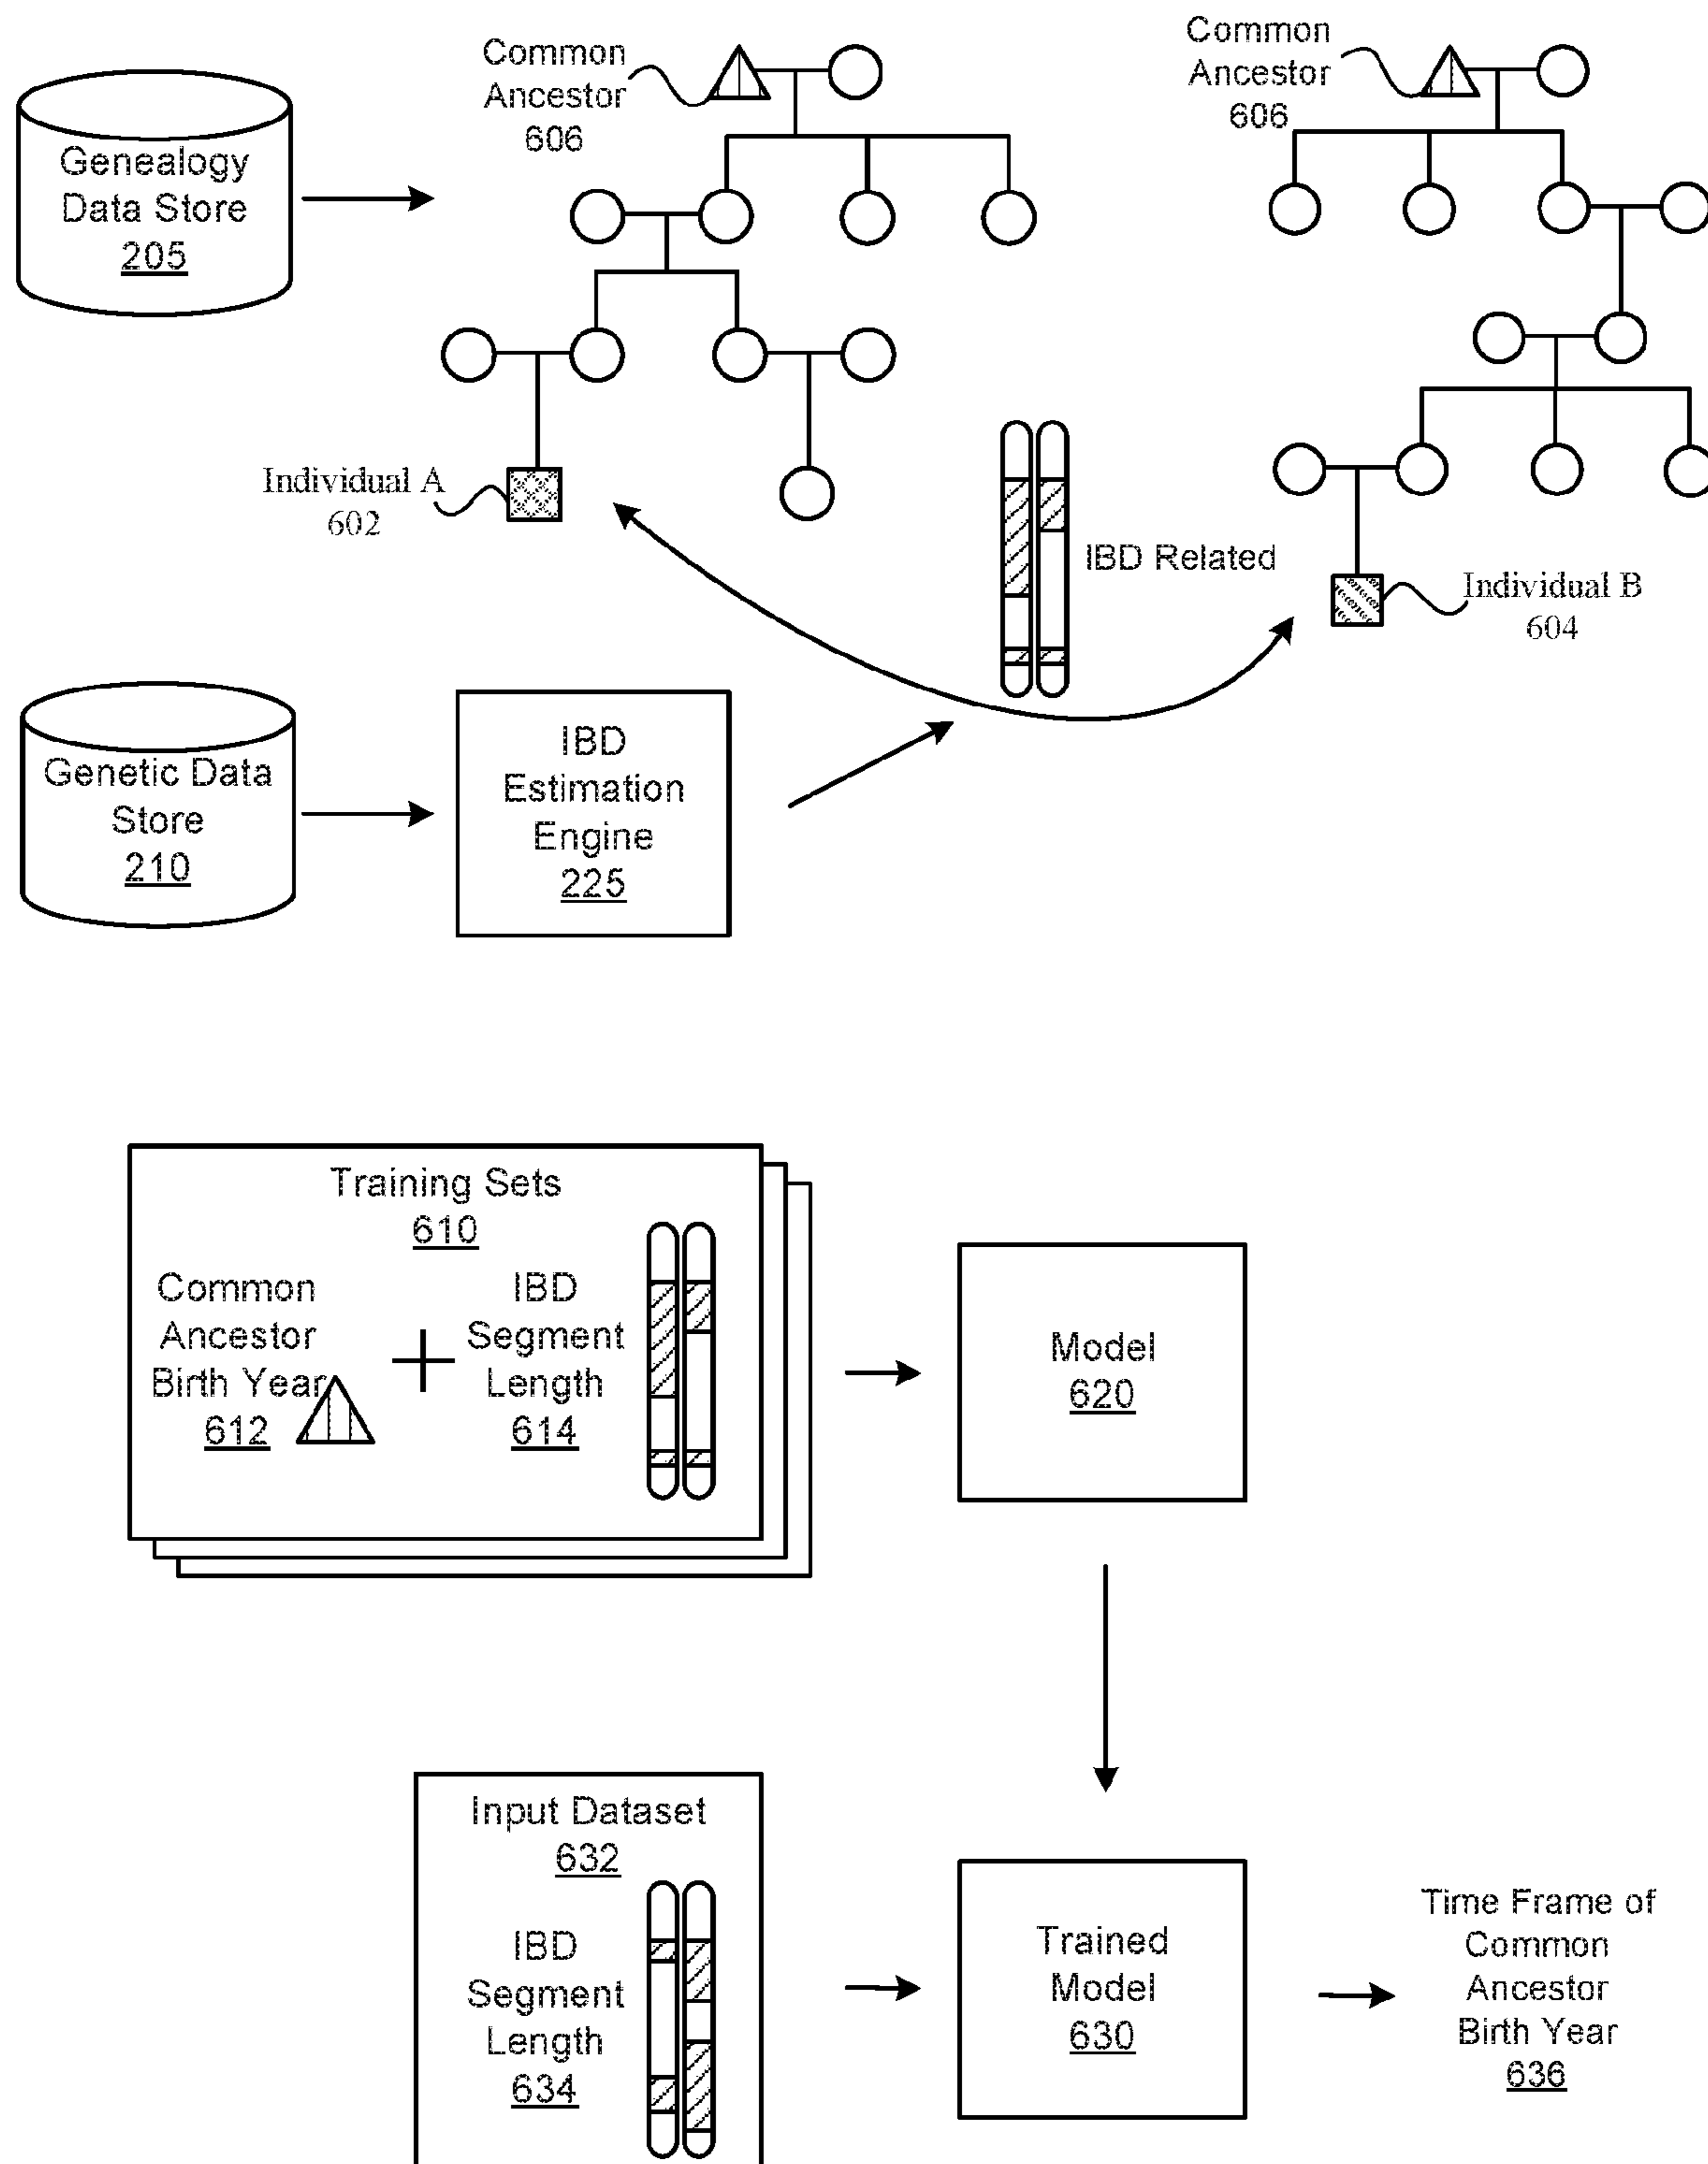 Common
Ancestor
606
Common
Ancestor
606
Genealogy
Data Store
205
Individual A
602
IBD Related
Individual B
604
Genetic Data
Store
210
IBD
Estimation
Engine
225
Training Sets
610
Common
Ancestor
Birth Year
612
IBD
Segment
Length
614
Model
620
Input Dataset
632
IBD
Segment
Length
634
Trained
Model
630
Time Frame of
Common
Ancestor
Birth Year
636